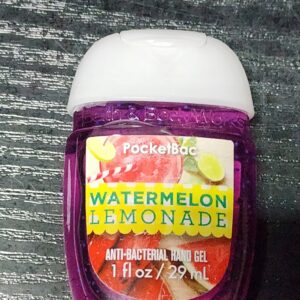 PocketBac
WATERMELON
LEMONADE
ANTI-BACTERIAL HAND GEL
1 fl oz / 29 mL